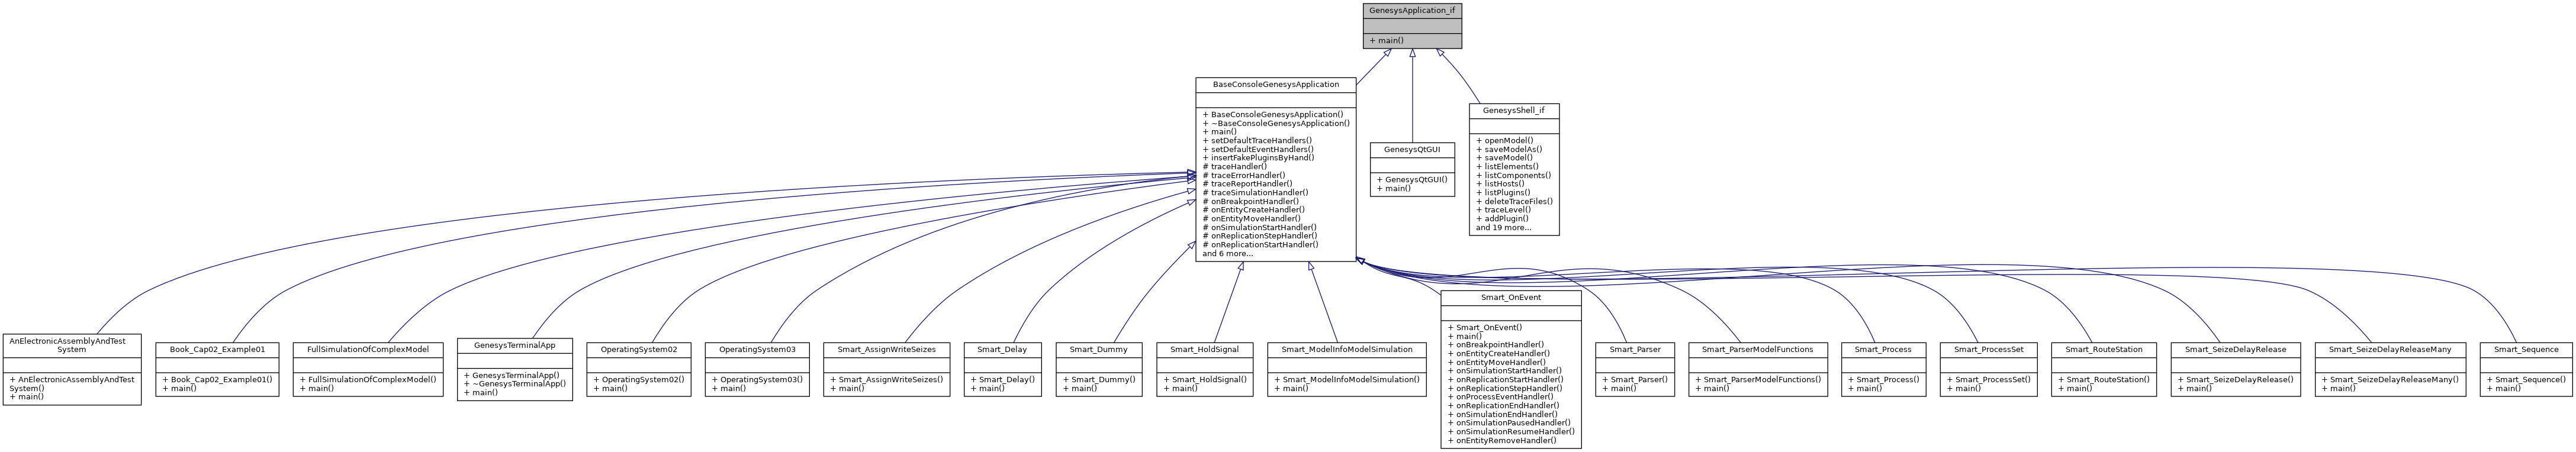 GenesysApplication_if
+ main()
BaseConsoleGenesysApplication
+ BaseConsoleGenesysApplication()
+ ~BaseConsoleGenesysApplication()
+ main()
+ setDefaultTraceHandlers()
+ setDefaultEventHandlers()
+ insertFakePluginsByHand()
# traceHandler()
# traceErrorHandler()
# traceReportHandler()
# traceSimulationHandler()
# onBreakpointHandler()
# onEntityCreateHandler()
# onEntityMoveHandler()
# onSimulationStartHandler()
# onReplicationStepHandler()
# onReplicationStartHandler()
and 6 more...
GenesysQtGUI
+ GenesysQtGUI()
+ main()
GenesysShell_if
+ openModel()
+ saveModelAs()
+ saveModel()
+ listElements()
+ listComponents()
+ listHosts()
+ listPlugins()
+ deleteTraceFiles()
+ traceLevel()
+ addPlugin()
and 19 more...
AnElectronicAssemblyAndTest
System
+ AnElectronicAssemblyAndTest
System()
+ main()
Book_Cap02_Example01
+ Book_Cap02_Example01()
+ main()
FullSimulationOfComplexModel
+ FullSimulationOfComplexModel()
+ main()
GenesysTerminalApp
+ GenesysTerminalApp()
+ ~GenesysTerminalApp()
+ main()
OperatingSystem02
+ OperatingSystem02()
+ main()
OperatingSystem03
+ OperatingSystem03()
+ main()
Smart_AssignWriteSeizes
+ Smart_AssignWriteSeizes()
+ main()
Smart_Delay
+ Smart_Delay()
+ main()
Smart_Dummy
+ Smart_Dummy()
+ main()
Smart_HoldSignal
+ Smart_HoldSignal()
+ main()
Smart_ModelInfoModelSimulation
+ Smart_ModelInfoModelSimulation()
+ main()
Smart_OnEvent
+ Smart_OnEvent()
+ main()
+ onBreakpointHandler()
+ onEntityCreateHandler()
+ onEntityMoveHandler()
+ onSimulationStartHandler()
+ onReplicationStartHandler()
+ onReplicationStepHandler()
+ onProcessEventHandler()
+ onReplicationEndHandler()
+ onSimulationEndHandler()
+ onSimulationPausedHandler()
+ onSimulationResumeHandler()
+ onEntityRemoveHandler()
Smart_Parser
+ Smart_Parser()
+ main()
Smart_ParserModelFunctions
+ Smart_ParserModelFunctions()
+ main()
Smart_Process
+ Smart_Process()
+ main()
Smart_ProcessSet
+ Smart_ProcessSet()
+ main()
Smart_RouteStation
+ Smart_RouteStation()
+ main()
Smart_SeizeDelayRelease
+ Smart_SeizeDelayRelease()
+ main()
Smart_SeizeDelayReleaseMany
+ Smart_SeizeDelayReleaseMany()
+ main()
Smart_Sequence
+ Smart_Sequence()
+ main()